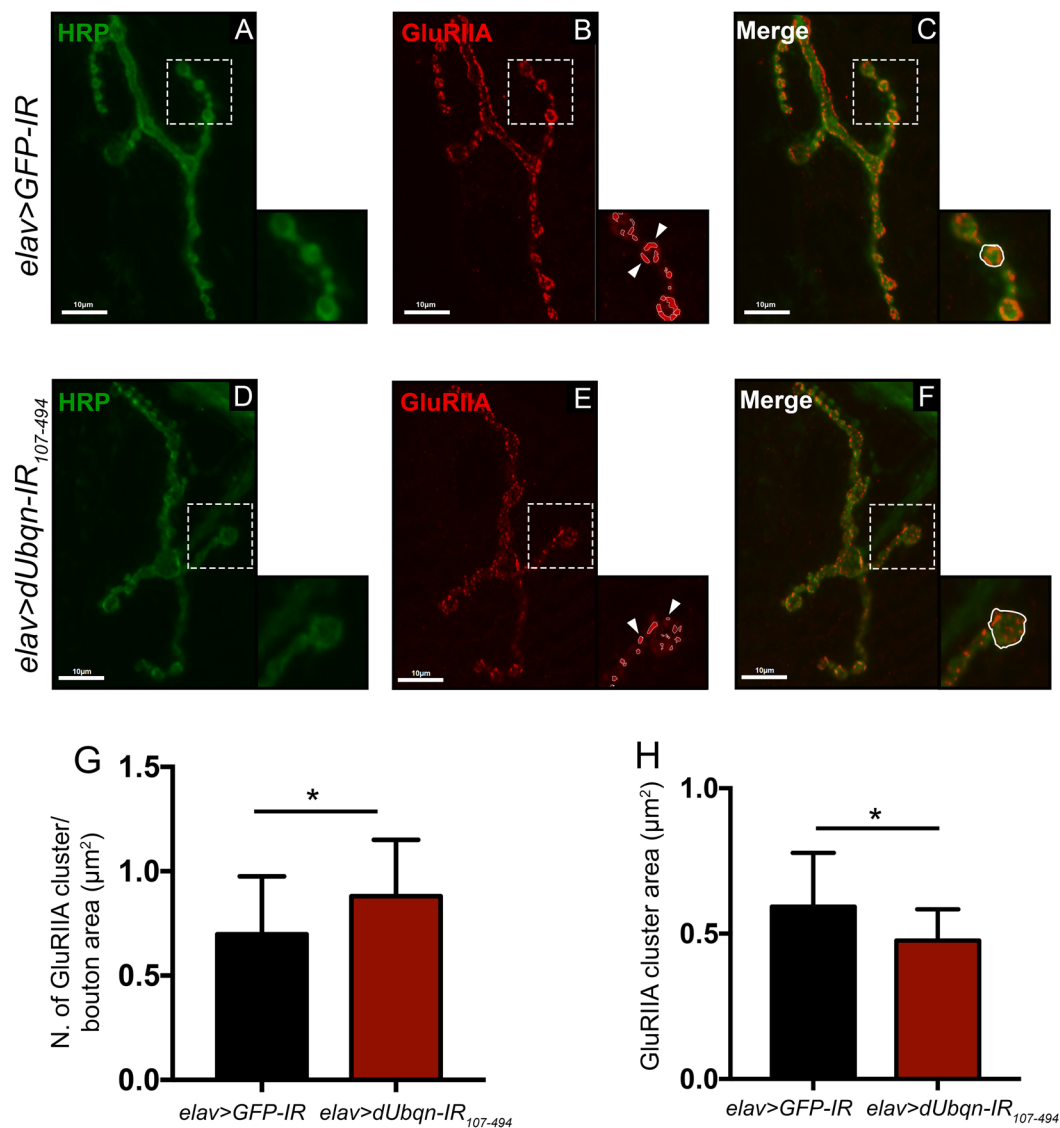 HRP A
GluRIIA B
Merge C
elav>GFP-IR
10µm
10µm
10µm
HRP D
GluRIIA E
Merge F
elav>dUbqn-IR107-494
10µm
10µm
10µm
G
N. of GluRIIA cluster/
bouton area (µm²)
1.5
1.0
0.5
0.0
*
elav>GFP-IR
elav>dUbqn-IR107-494
H
GluRIIA cluster area (µm²)
1.0
0.5
0.0
*
elav>GFP-IR
elav>dUbqn-IR107-494